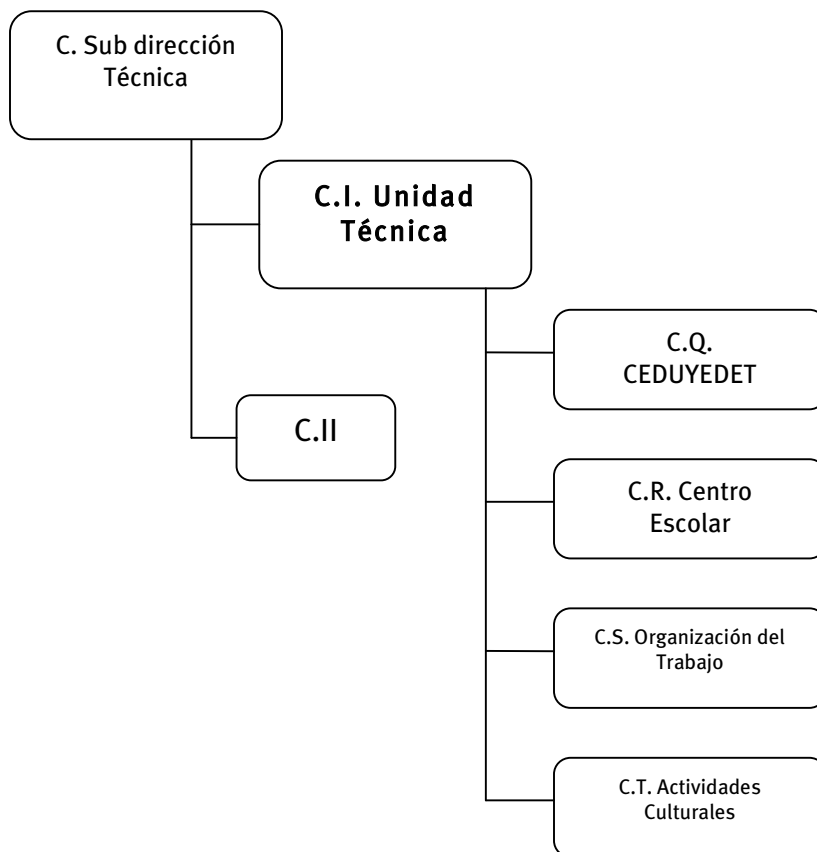 C. Sub dirección
Técnica
C.I. Unidad
Técnica
C.Q.
CEDUYEDET
C.II
C.R. Centro
Escolar
C.S. Organización del
Trabajo
C.T. Actividades
Culturales